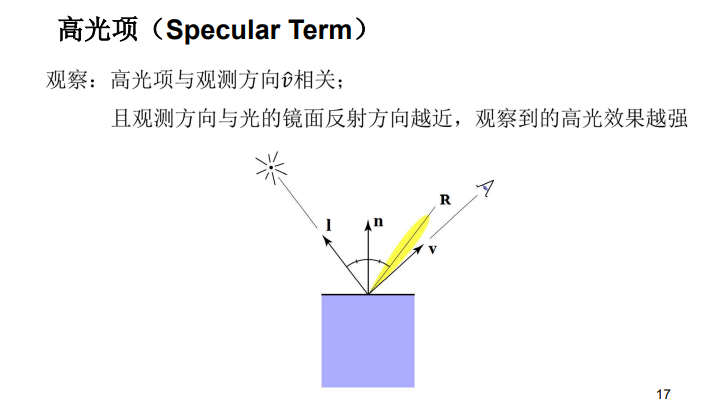 高光项（Specular Term）
观察：高光项与观测方向v̂相关；
且观测方向与光的镜面反射方向越近，观察到的高光效果越强
R
l
n
v
17